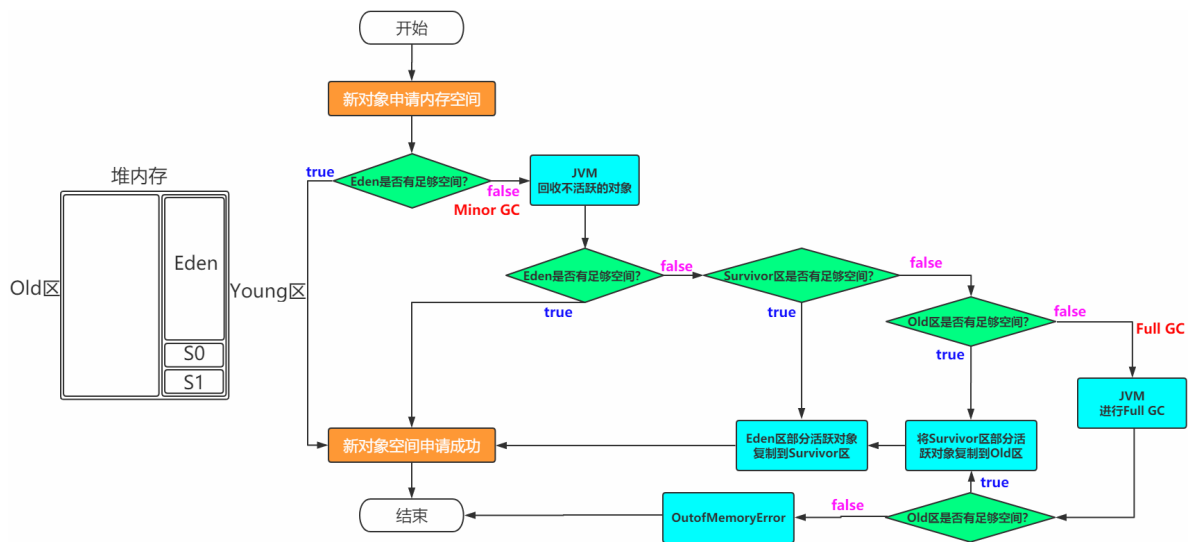 开始
新对象申请内存空间
true
Eden是否有足够空间?
false
Minor GC
JVM
回收不活跃的对象
堆内存
Old区
Eden
S0
S1
Young区
Eden是否有足够空间?
false
true
Survivor区是否有足够空间?
false
true
Old区是否有足够空间?
false
Full GC
true
JVM
进行Full GC
新对象空间申请成功
Eden区部分活跃对象
复制到Survivor区
将Survivor区部分活
跃对象复制到Old区
true
结束
OutofMemoryError
false
Old区是否有足够空间?